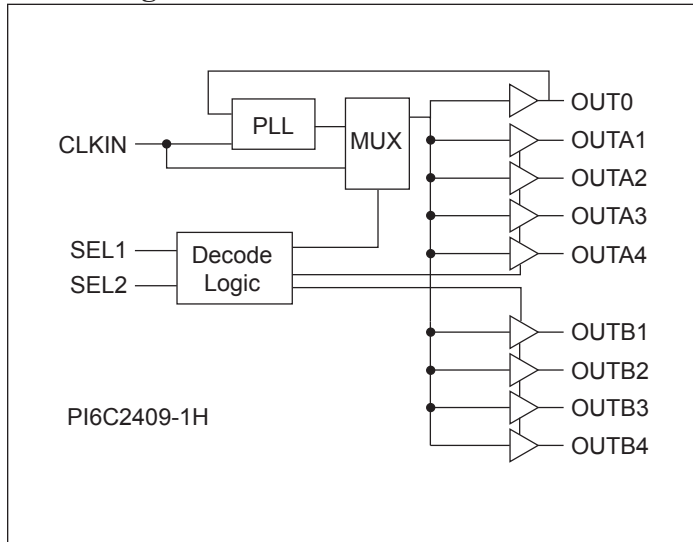 PLL
MUX
CLKIN
SEL1
SEL2
Decode
Logic
OUT0
OUTA1
OUTA2
OUTA3
OUTA4
OUTB1
OUTB2
OUTB3
OUTB4
PI6C2409-1H